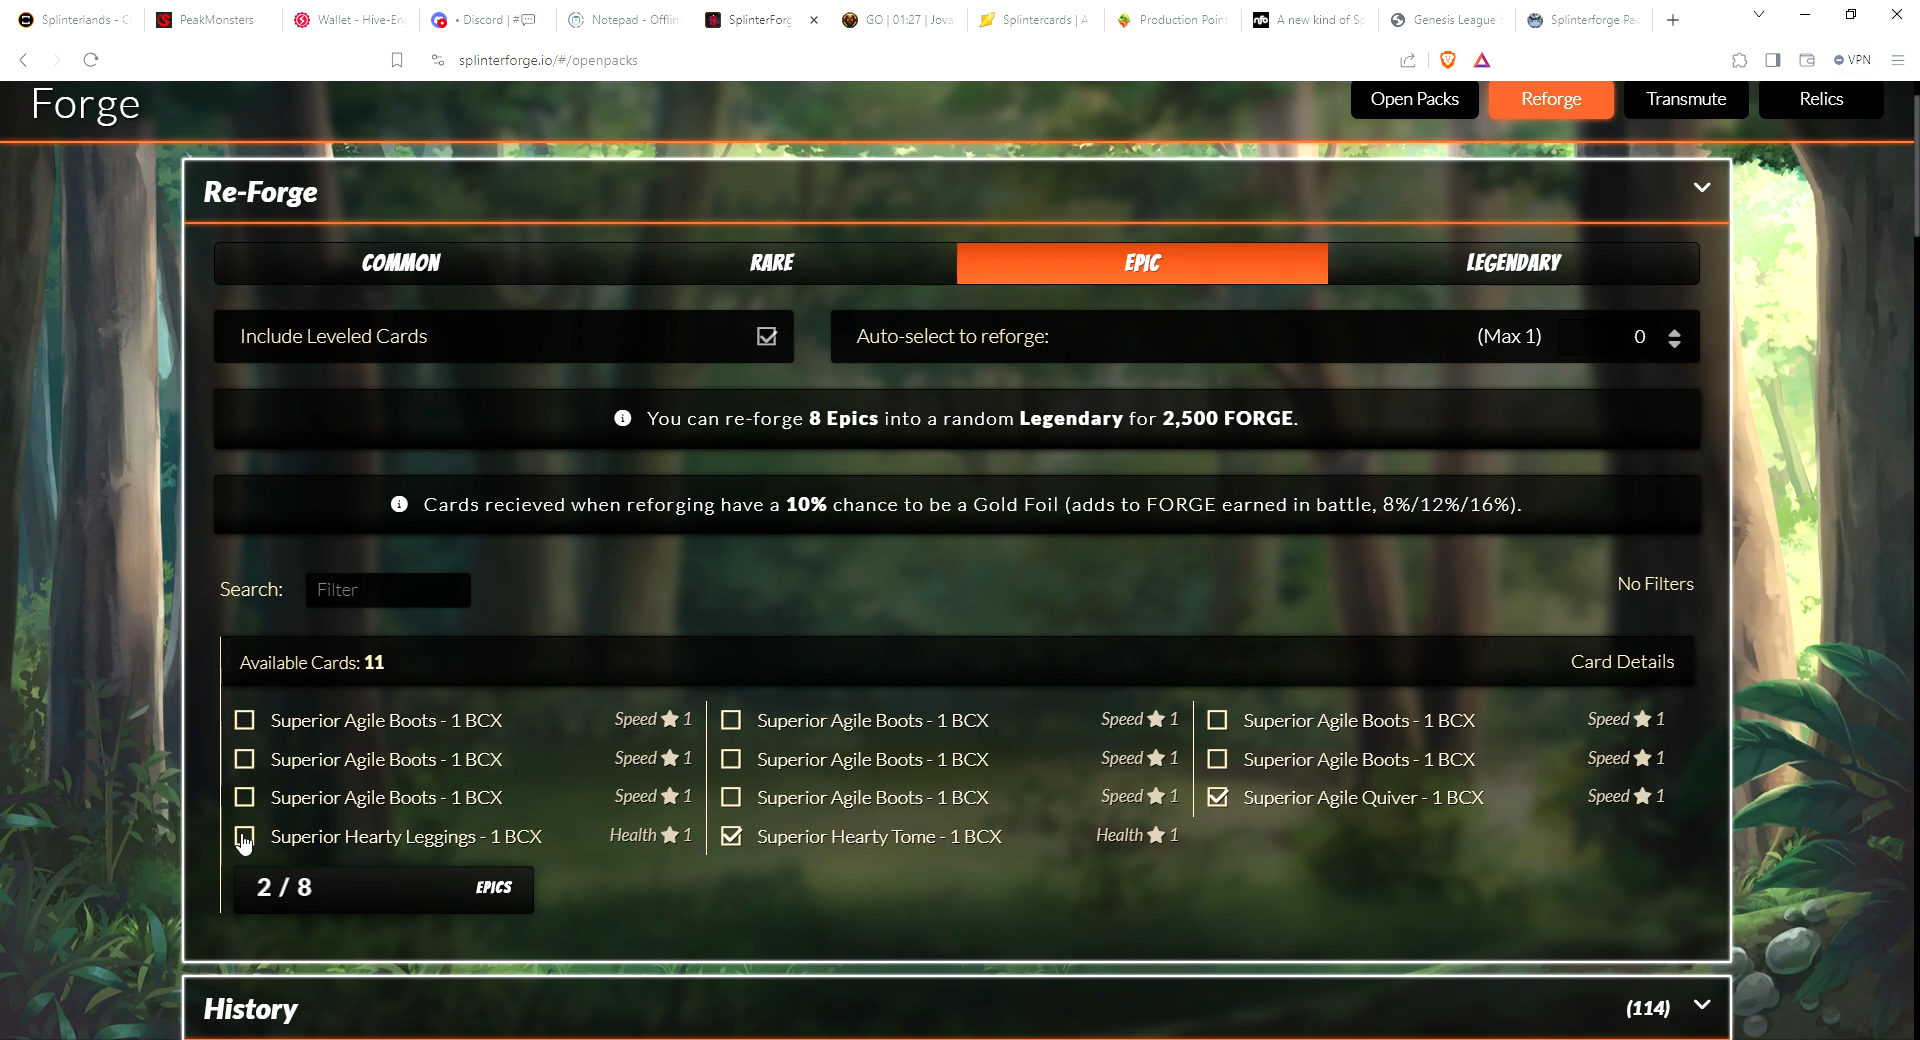 Splinterlands - C
PeakMonsters
Wallet - Hive-En
• Discord | #
Notepad - Offlin
SplinterForg
GO | 01:27 | Jova
Splintercards | A
Production Poin
A new kind of Sp
Genesis League
Splinterforge Pa
splinterforge.io/#/openpacks
VPN
Forge
Open Packs
Reforge
Transmute
Relics
Re-Forge
COMMON
RARE
EPIC
LEGENDARY
Include Leveled Cards
Auto-select to reforge:
(Max 1)
0
You can re-forge 8 Epics into a random Legendary for 2,500 FORGE.
Cards recieved when reforging have a 10% chance to be a Gold Foil (adds to FORGE earned in battle, 8%/12%/16%).
Search:
Filter
No Filters
Available Cards: 11
Card Details
Superior Agile Boots - 1 BCX Speed 1
Superior Agile Boots - 1 BCX Speed 1
Superior Agile Boots - 1 BCX Speed 1
Superior Agile Boots - 1 BCX Speed 1
Superior Agile Boots - 1 BCX Speed 1
Superior Agile Boots - 1 BCX Speed 1
Superior Agile Boots - 1 BCX Speed 1
Superior Agile Boots - 1 BCX Speed 1
Superior Agile Quiver - 1 BCX Speed 1
Superior Hearty Leggings - 1 BCX Health 1
Superior Hearty Tome - 1 BCX Health 1
2 / 8
EPICS
History
(114)